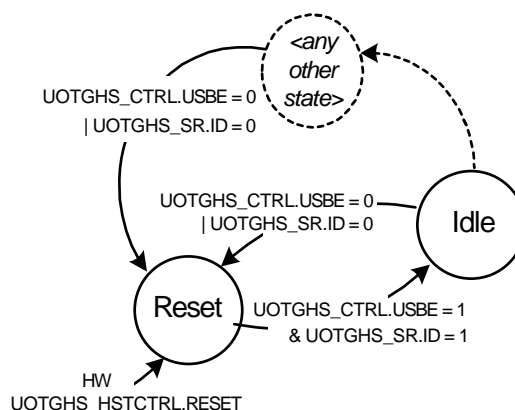 <any
other
state>
UOTGHS_CTRL.USBE = 0
| UOTGHS_SR.ID = 0
UOTGHS_CTRL.USBE = 0
| UOTGHS_SR.ID = 0
Idle
Reset
UOTGHS_CTRL.USBE = 1
& UOTGHS_SR.ID = 1
HW
UOTGHS_HSTCTRL.RESET